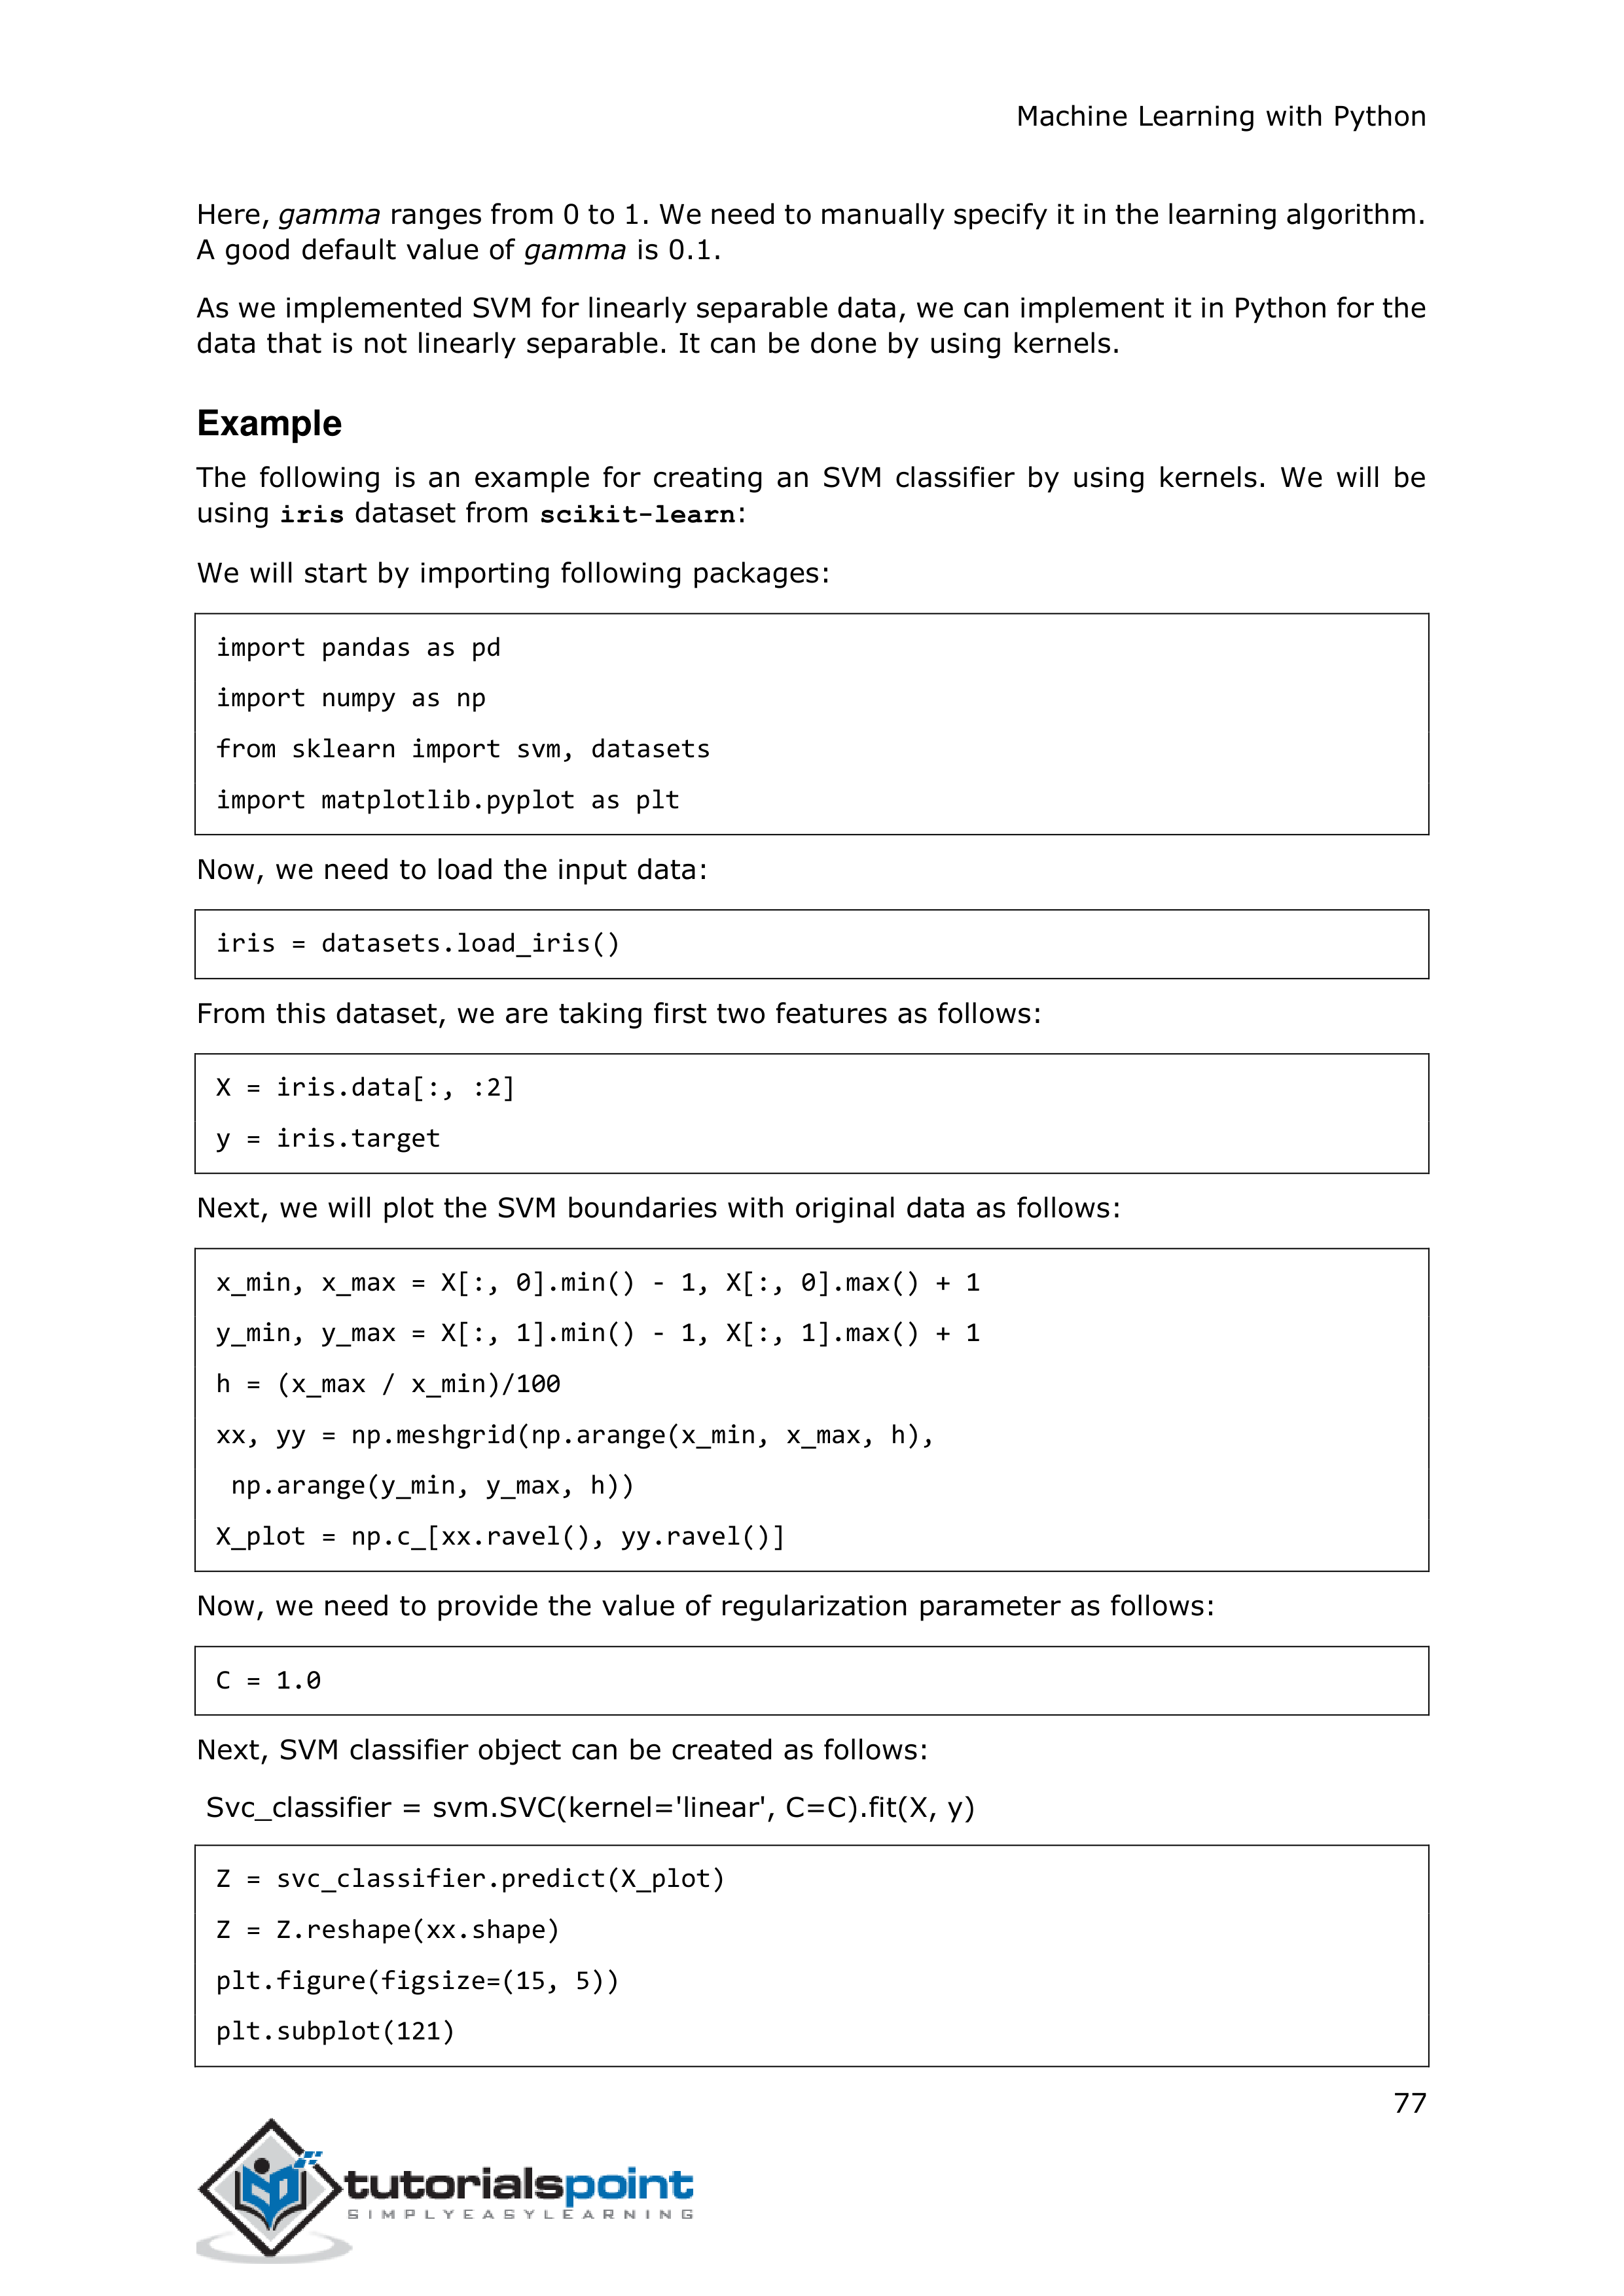 Machine Learning with Python
Here, gamma ranges from 0 to 1. We need to manually specify it in the learning algorithm.
A good default value of gamma is 0.1.
As we implemented SVM for linearly separable data, we can implement it in Python for the
data that is not linearly separable. It can be done by using kernels.
Example
The following is an example for creating an SVM classifier by using kernels. We will be
using iris dataset from scikit-learn:
We will start by importing following packages:
import pandas as pd
import numpy as np
from sklearn import svm, datasets
import matplotlib.pyplot as plt
Now, we need to load the input data:
iris = datasets.load_iris()
From this dataset, we are taking first two features as follows:
X = iris.data[:, :2]
y = iris.target
Next, we will plot the SVM boundaries with original data as follows:
x_min, x_max = X[:, 0].min() - 1, X[:, 0].max() + 1
y_min, y_max = X[:, 1].min() - 1, X[:, 1].max() + 1
h = (x_max / x_min)/100
xx, yy = np.meshgrid(np.arange(x_min, x_max, h),
 np.arange(y_min, y_max, h))
X_plot = np.c_[xx.ravel(), yy.ravel()]
Now, we need to provide the value of regularization parameter as follows:
C = 1.0
Next, SVM classifier object can be created as follows:
Svc_classifier = svm.SVC(kernel='linear', C=C).fit(X, y)
Z = svc_classifier.predict(X_plot)
Z = Z.reshape(xx.shape)
plt.figure(figsize=(15, 5))
plt.subplot(121)
77
tutorialspoint
SIMPLYEASYLEARNING